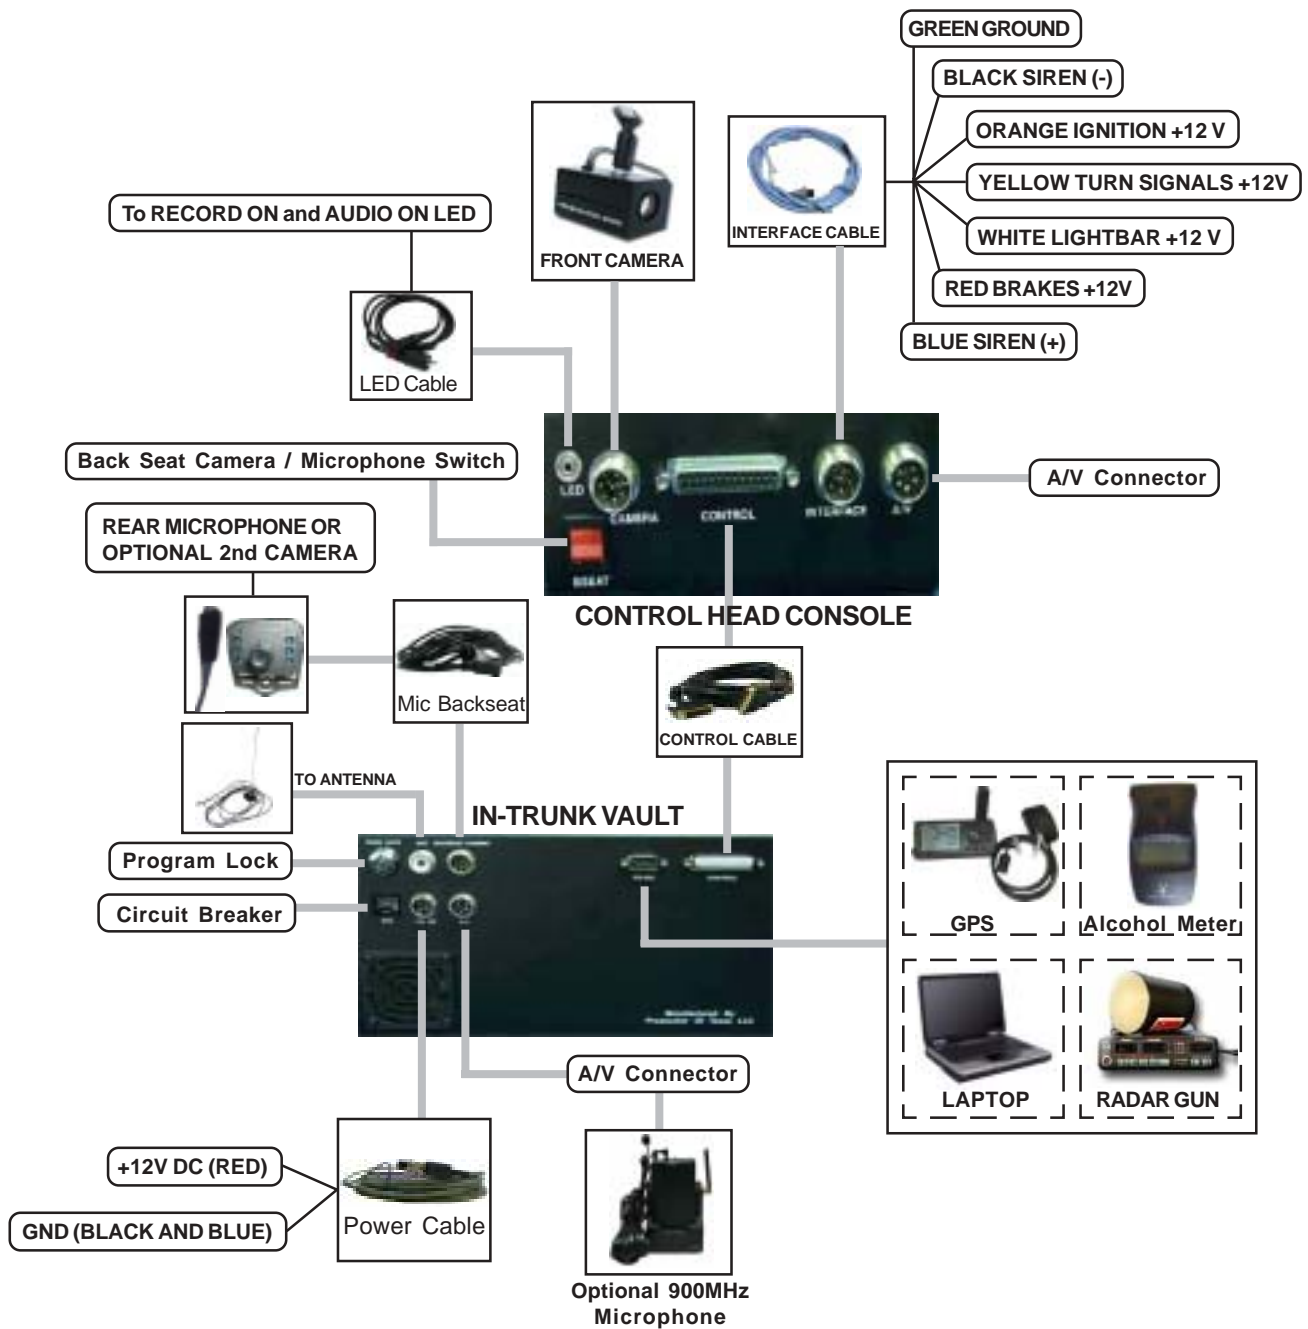 GREEN GROUND
BLACK SIREN (-)
ORANGE IGNITION +12 V
YELLOW TURN SIGNALS +12V
WHITE LIGHTBAR +12 V
RED BRAKES +12V
BLUE SIREN (+)
INTERFACE CABLE
FRONT CAMERA
To RECORD ON and AUDIO ON LED
LED Cable
Back Seat Camera / Microphone Switch
A/V Connector
LED
CAMERA
CONTROL
INTERFACE
A/V
BSEAT
CONTROL HEAD CONSOLE
REAR MICROPHONE OR
OPTIONAL 2nd CAMERA
Mic Backseat
CONTROL CABLE
TO ANTENNA
IN-TRUNK VAULT
Program Lock
Circuit Breaker
Manufactured By
GPS
Alcohol Meter
LAPTOP
RADAR GUN
A/V Connector
+12V DC (RED)
GND (BLACK AND BLUE)
Power Cable
Optional 900MHz
Microphone